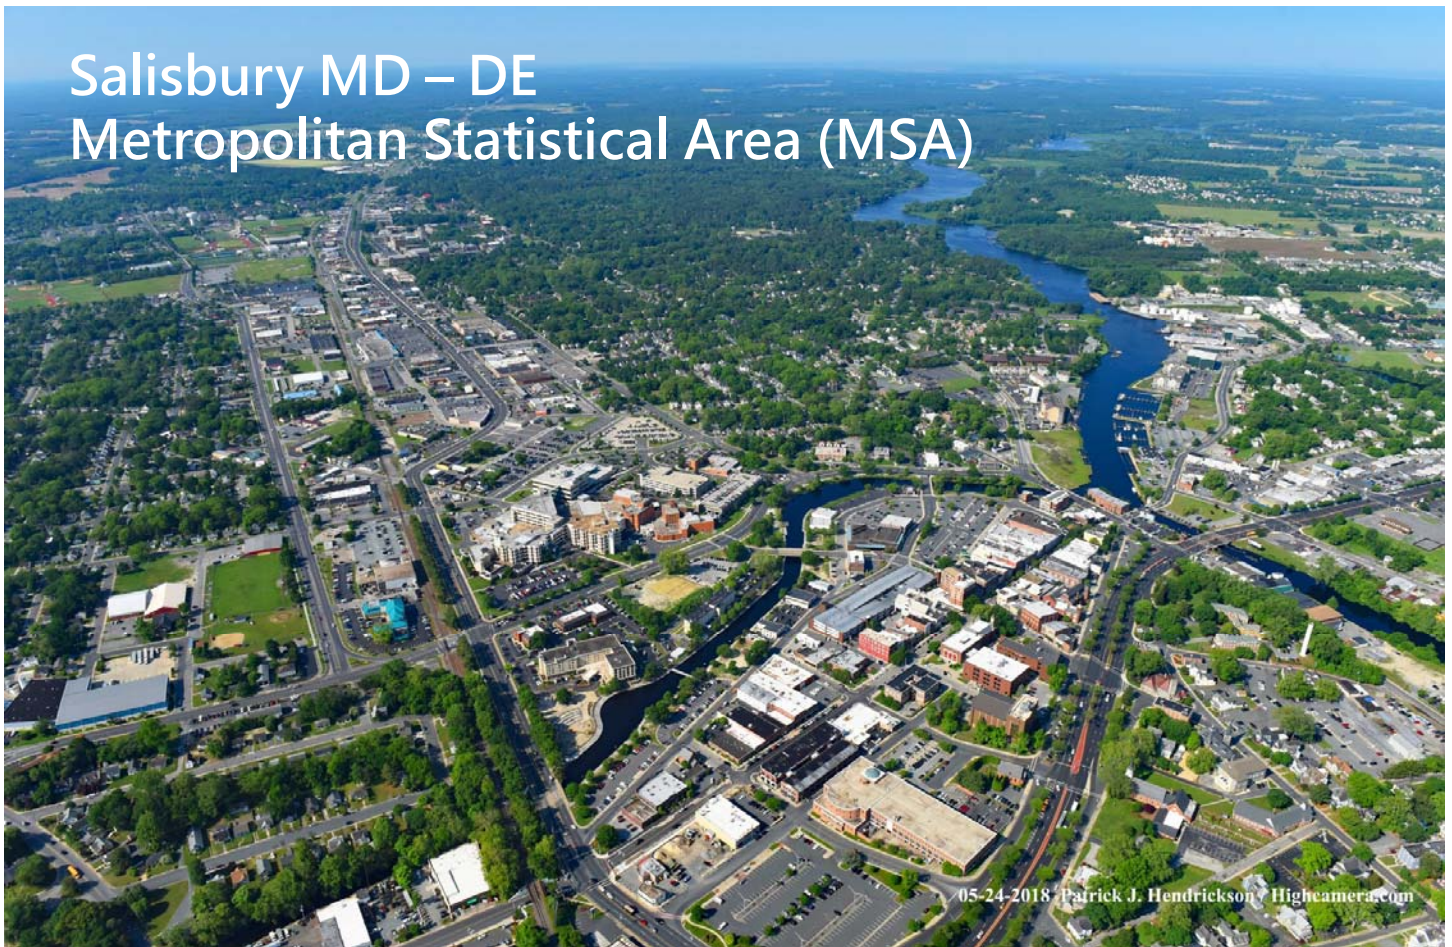 Salisbury MD – DE
Metropolitan Statistical Area (MSA)
05-24-2018 Patrick J. Hendrickson / Highcamera.com